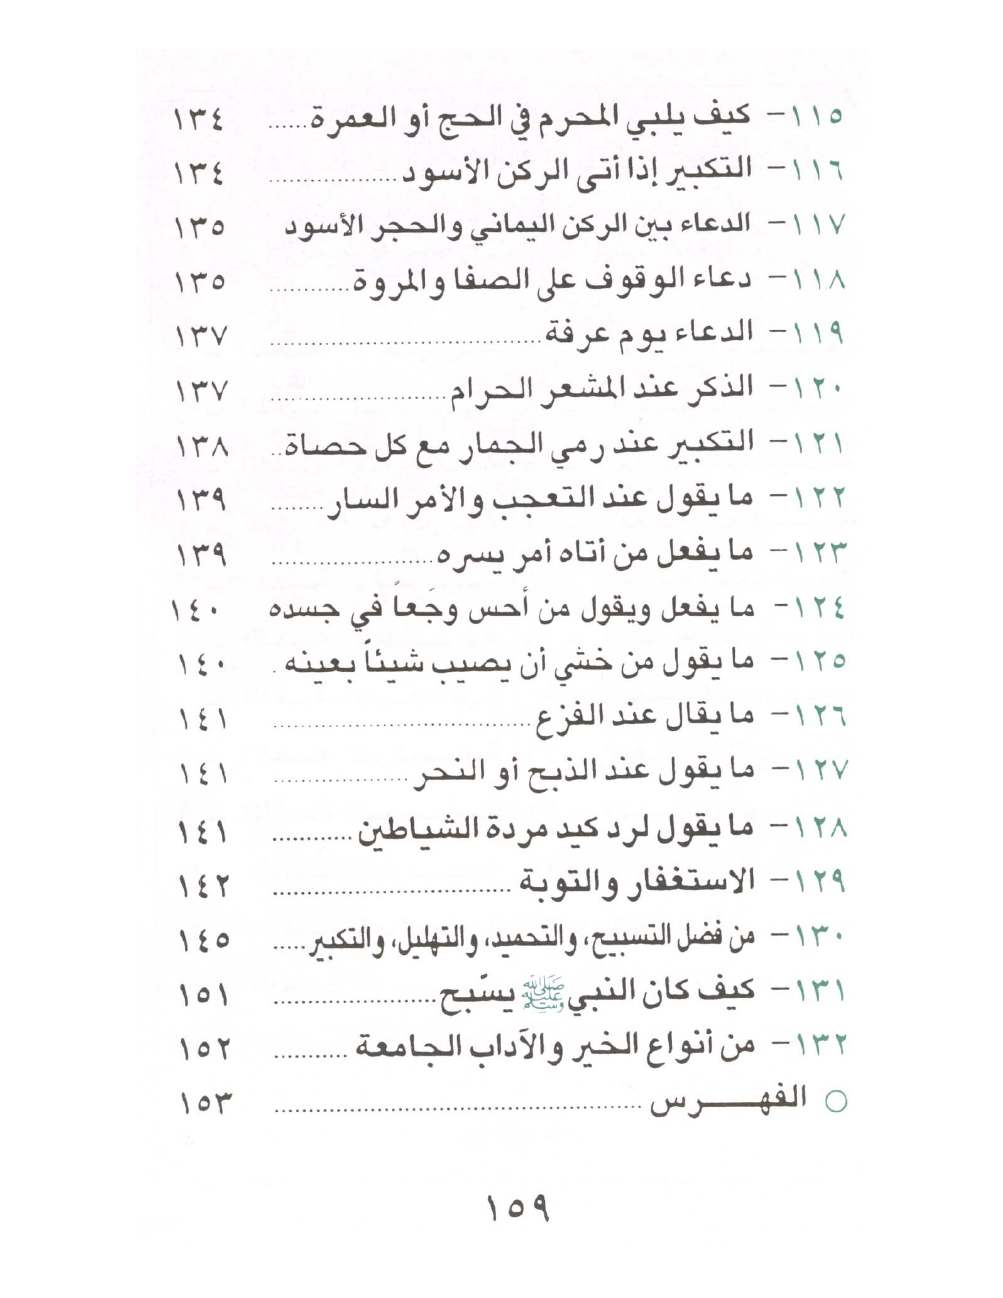 ١١٥- كيف يلبي المحرم في الحج أو العمرة...... ١٣٤
١١٦- التكبير إذا أتى الركن الأسود.................. ١٣٤
١١٧- الدعاء بين الركن اليماني والحجر الأسود ١٣٥
١١٨- دعاء الوقوف على الصفا والمروة............ ١٣٥
١١٩- الدعاء يوم عرفة....................................... ١٣٧
١٢٠- الذكر عند المشعر الحرام......................... ١٣٧
١٢١- التكبير عند رمي الجمار مع كل حصاة.. ١٣٨
١٢٢- ما يقول عند التعجب والأمر السار........ ١٣٩
١٢٣- ما يفعل من أتاه أمر يسره....................... ١٣٩
١٢٤- ما يفعل ويقول من أحس وجَعاً في جسده ١٤٠
١٢٥- ما يقول من خشي أن يصيب شيئاً بعينه . ١٤٠
١٢٦- ما يقال عند الفزع..................................... ١٤١
١٢٧- ما يقول عند الذبح أو النحر .................... ١٤١
١٢٨- ما يقول لرد كيد مردة الشياطين............ ١٤١
١٢٩- الاستغفار والتوبة .................................... ١٤٢
١٣٠- من فضل التسبيح، والتحميد، والتهليل، والتكبير..... ١٤٥
١٣١- كيف كان النبي ﷺ يسّبح........................ ١٥١
١٣٢- من أنواع الخير والآداب الجامعة ........... ١٥٢
○ الفهـــــرس ..................................................... ١٥٣
١٥٩